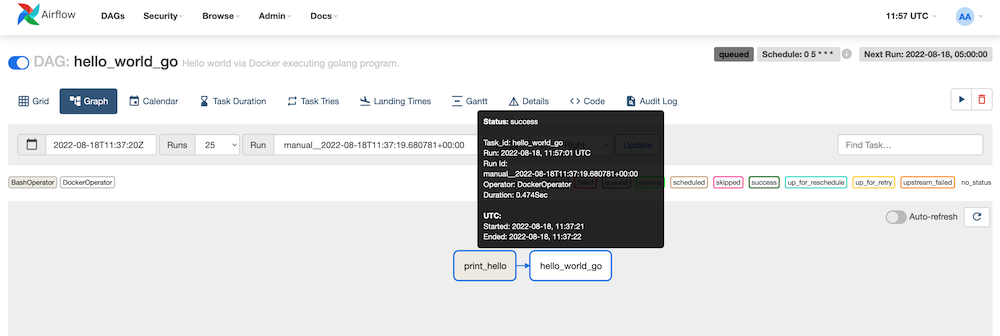 Airflow DAGs Security Browse Admin Docs 11:57 UTC AA
DAG: hello_world_go Hello world via Docker executing golang program. queued Schedule: 0 5 * * * i Next Run: 2022-08-18, 05:00:00
Grid Graph Calendar Task Duration Task Tries Landing Times Gantt Details Code Audit Log
2022-08-18T11:37:20Z Runs 25 Run manual__2022-08-18T11:37:19.680781+00:00 Update Find Task…
BashOperator DockerOperator scheduled skipped success up_for_reschedule up_for_retry upstream_failed no_status
Status: success
Task_id: hello_world_go
Run: 2022-08-18, 11:57:01 UTC
Run Id:
manual__2022-08-18T11:37:19.680781+00:00
Operator: DockerOperator
Duration: 0.474Sec
UTC:
Started: 2022-08-18, 11:37:21
Ended: 2022-08-18, 11:37:22
Auto-refresh
print_hello hello_world_go